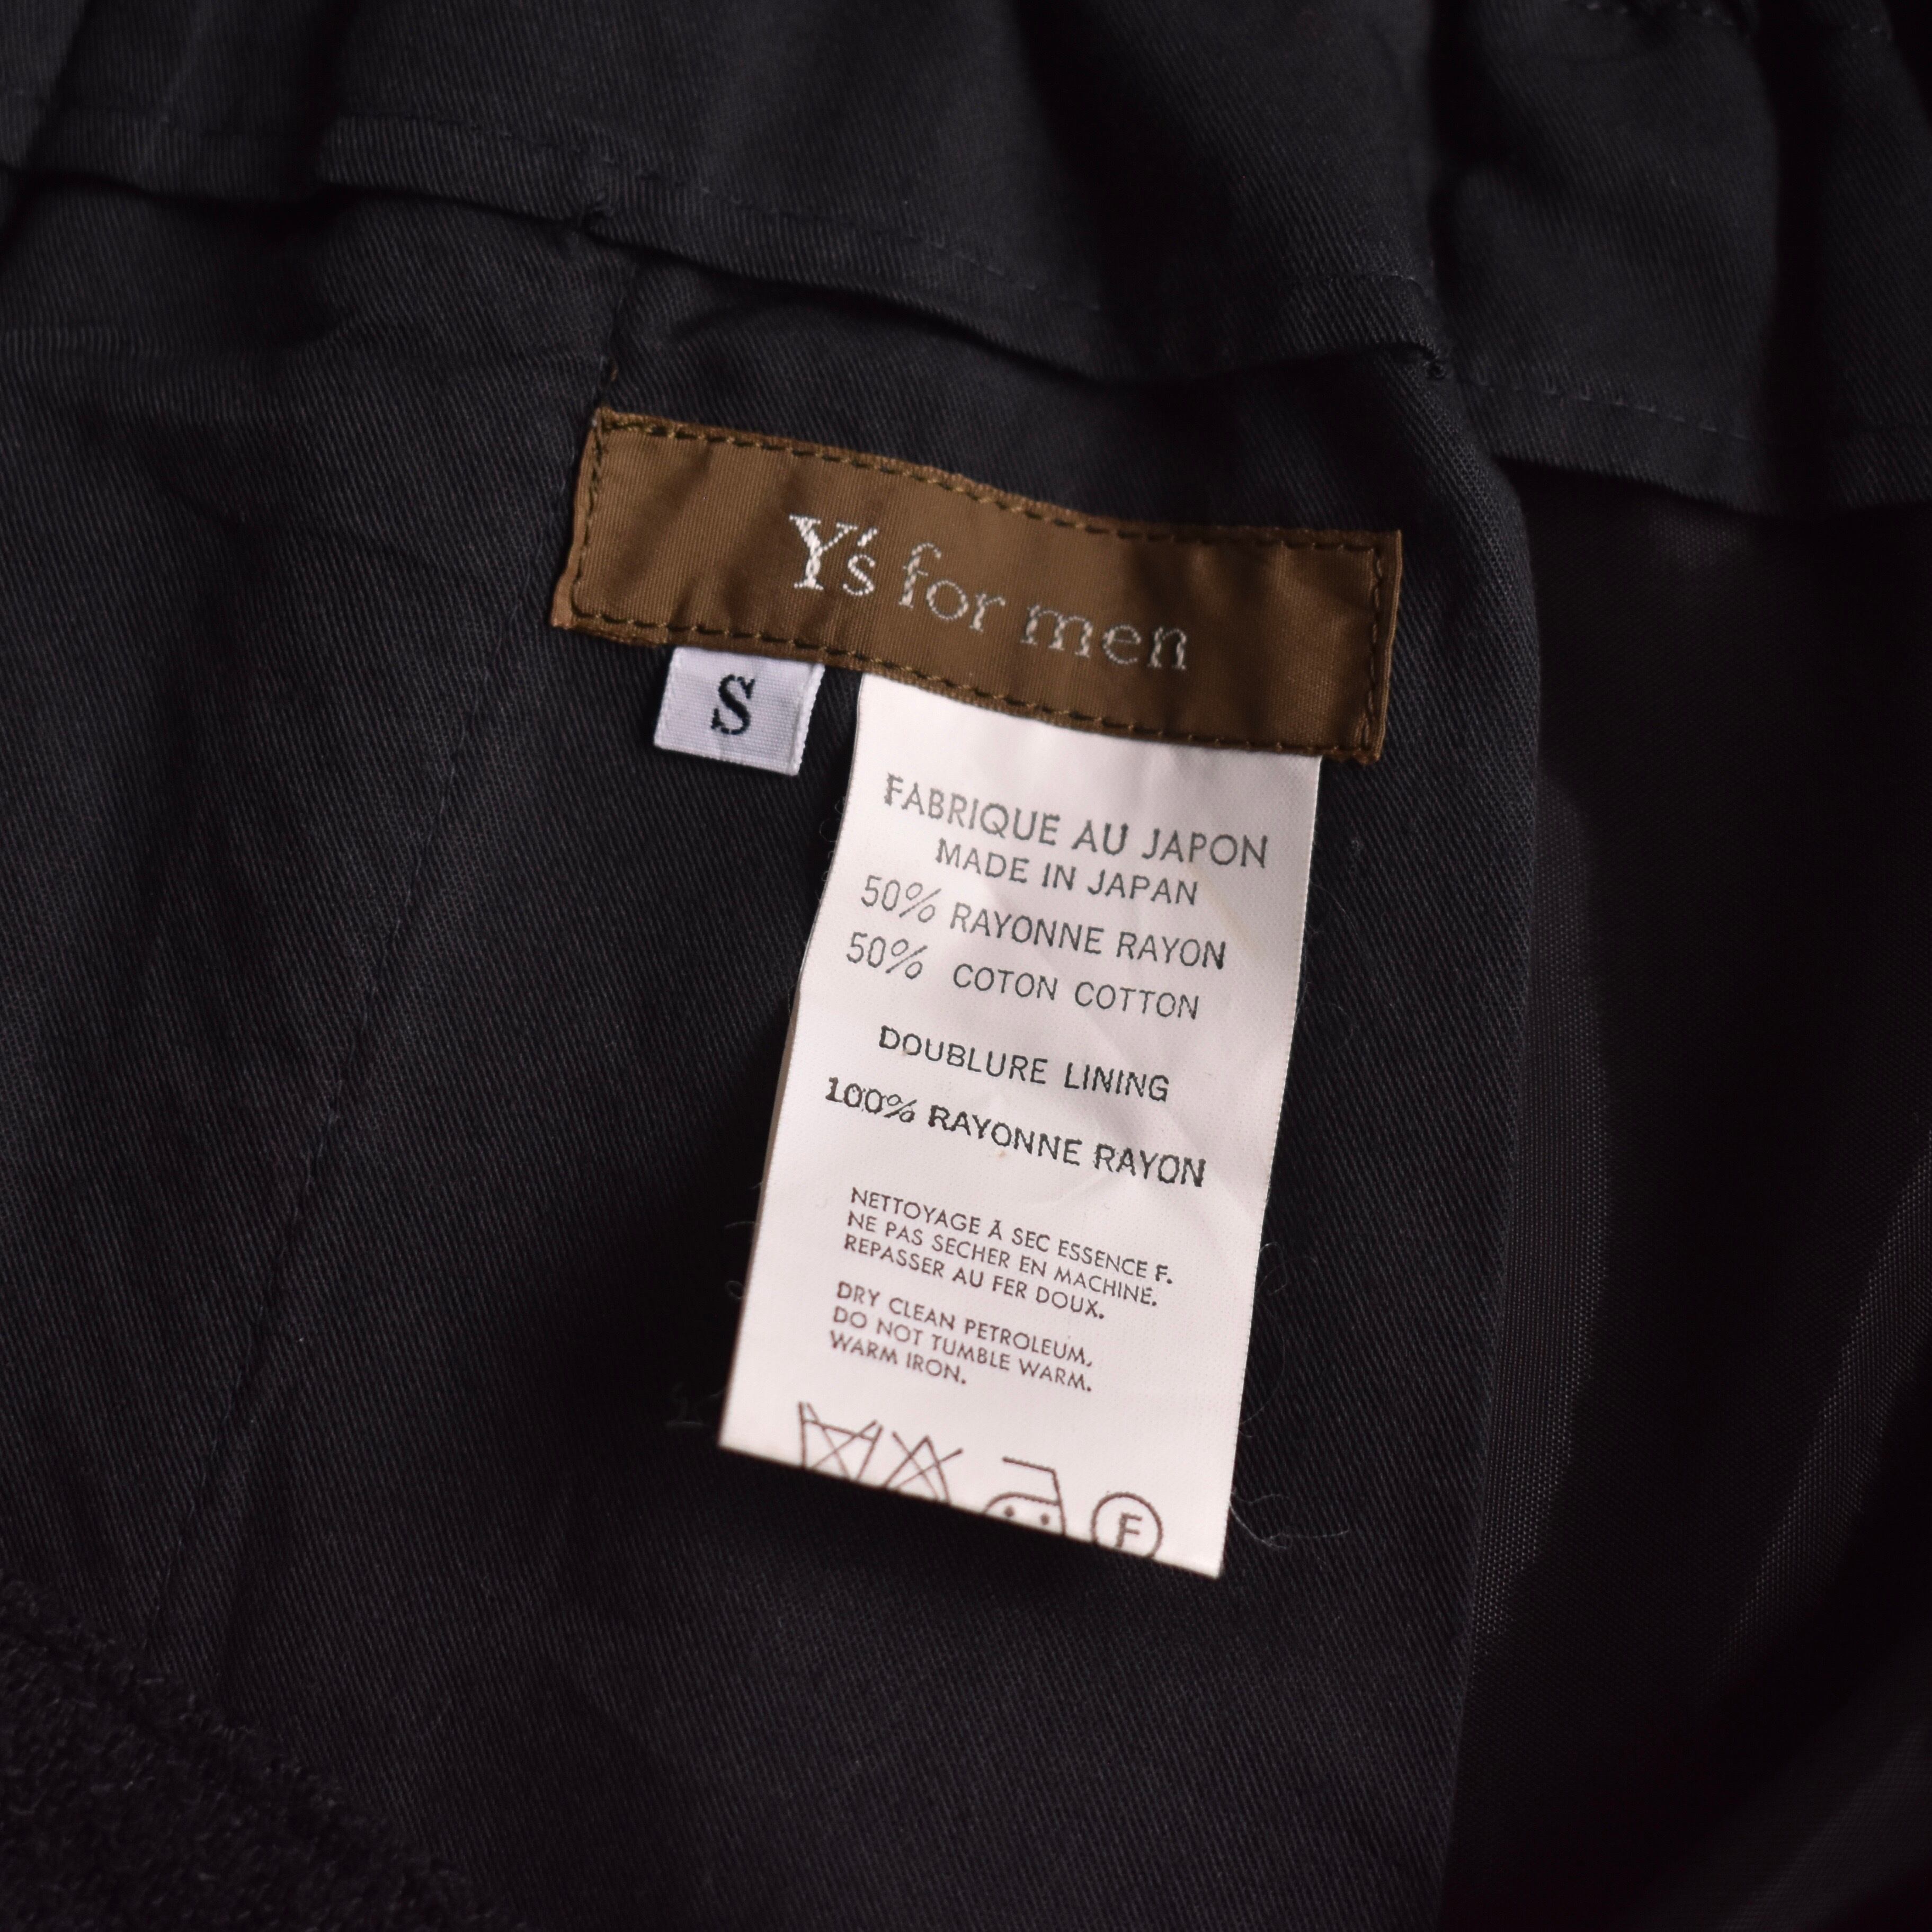 Y's for men
S
FABRIQUE AU JAPON
MADE IN JAPAN
50% RAYONNE RAYON
50% COTON COTTON
DOUBLURE LINING
100% RAYONNE RAYON
NETTOYAGE À SEC ESSENCE F.
NE PAS SECHER EN MACHINE.
REPASSER AU FER DOUX.
DRY CLEAN PETROLEUM,
DO NOT TUMBLE WARM.
WARM IRON.
F